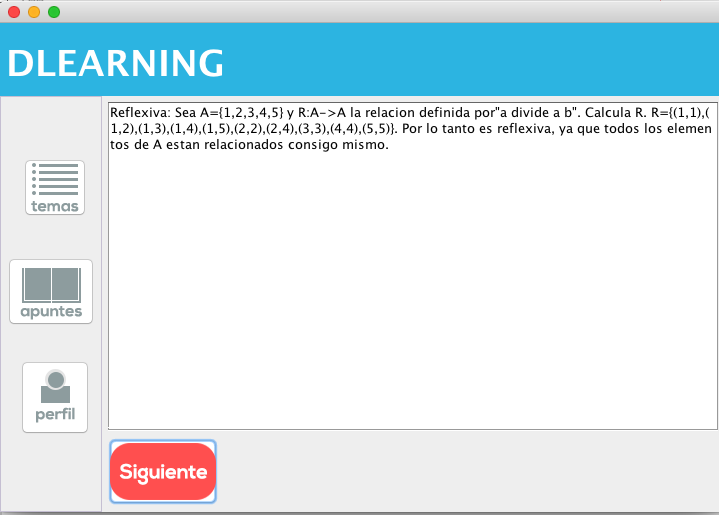 DLEARNING
Reflexiva: Sea A={1,2,3,4,5} y R:A->A la relacion definida por"a divide a b". Calcula R. R={(1,1),(
1,2),(1,3),(1,4),(1,5),(2,2),(2,4),(3,3),(4,4),(5,5)}. Por lo tanto es reflexiva, ya que todos los elemen
tos de A estan relacionados consigo mismo.
temas
apuntes
perfil
Siguiente